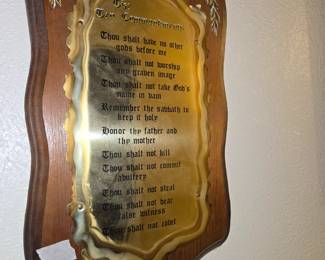 The
Ten Commandments
Thou shalt have no other
gods before me
Thou shalt not worship
any graven image
Thou shalt not take God's
name in vain
Remember the sabbath to
keep it holy
Honor thy father and
thy mother
Thou shalt not kill
Thou shalt not commit
adultery
Thou shalt not steal
Thou shalt not bear
false witness
Thou shalt not covet